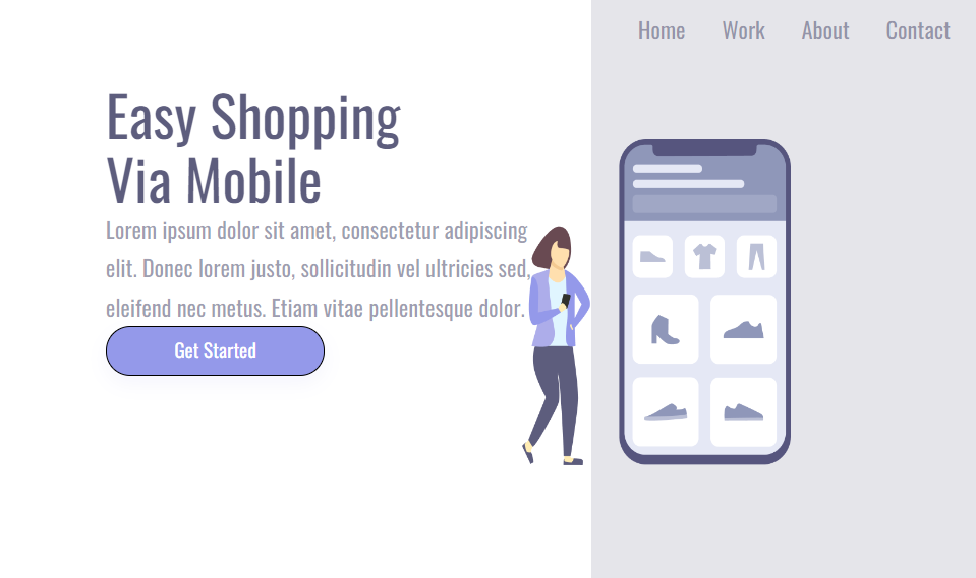 Home Work About Contact
Easy Shopping
Via Mobile
Lorem ipsum dolor sit amet, consectetur adipiscing
elit. Donec lorem justo, sollicitudin vel ultricies sed,
eleifend nec metus. Etiam vitae pellentesque dolor.
Get Started